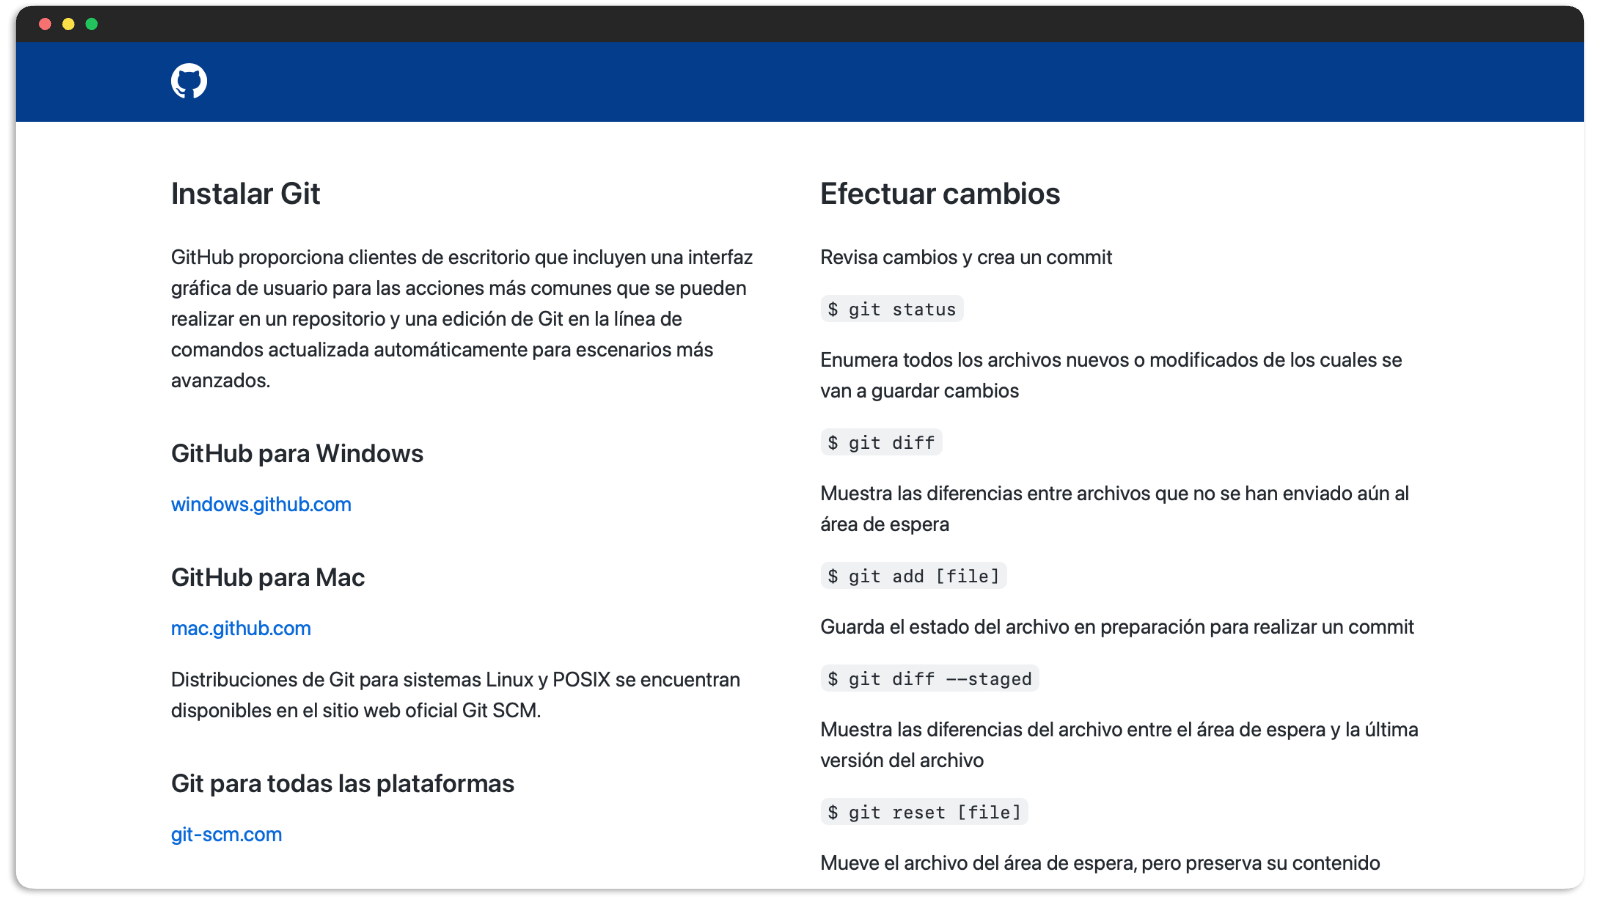 Instalar Git
GitHub proporciona clientes de escritorio que incluyen una interfaz
gráfica de usuario para las acciones más comunes que se pueden
realizar en un repositorio y una edición de Git en la línea de
comandos actualizada automáticamente para escenarios más
avanzados.
GitHub para Windows
windows.github.com
GitHub para Mac
mac.github.com
Distribuciones de Git para sistemas Linux y POSIX se encuentran
disponibles en el sitio web oficial Git SCM.
Git para todas las plataformas
git-scm.com
Efectuar cambios
Revisa cambios y crea un commit
$ git status
Enumera todos los archivos nuevos o modificados de los cuales se
van a guardar cambios
$ git diff
Muestra las diferencias entre archivos que no se han enviado aún al
área de espera
$ git add [file]
Guarda el estado del archivo en preparación para realizar un commit
$ git diff --staged
Muestra las diferencias del archivo entre el área de espera y la última
versión del archivo
$ git reset [file]
Mueve el archivo del área de espera, pero preserva su contenido